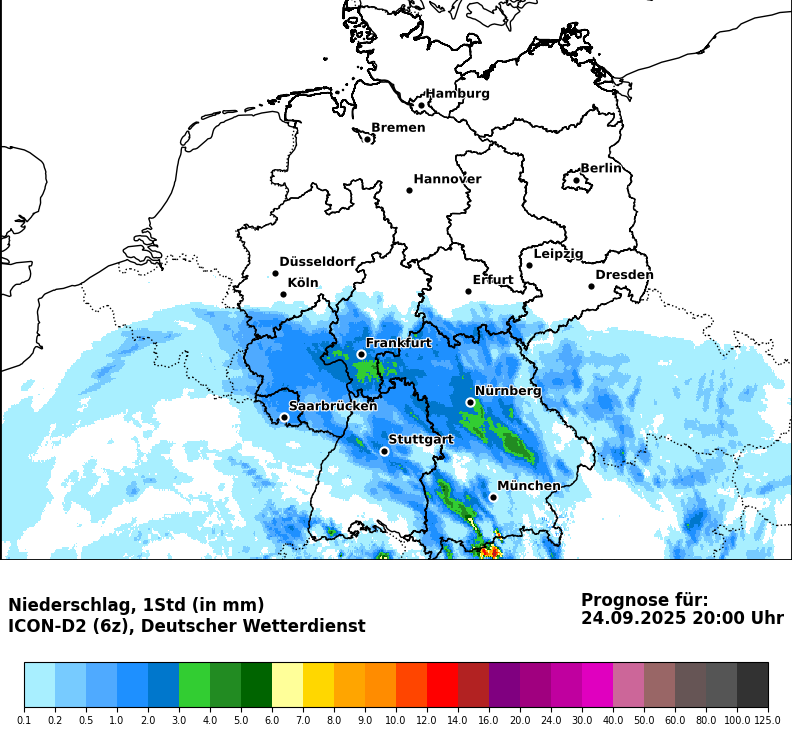 Hamburg
Bremen
Berlin
Hannover
Leipzig
Düsseldorf
Dresden
Köln
Erfurt
Frankfurt
Nürnberg
Saarbrücken
Stuttgart
München
Niederschlag, 1Std (in mm)
ICON-D2 (6z), Deutscher Wetterdienst
Prognose für:
24.09.2025 20:00 Uhr
0.1 0.2 0.5 1.0 2.0 3.0 4.0 5.0 6.0 7.0 8.0 9.0 10.0 12.0 14.0 16.0 20.0 24.0 30.0 40.0 50.0 60.0 80.0 100.0 125.0